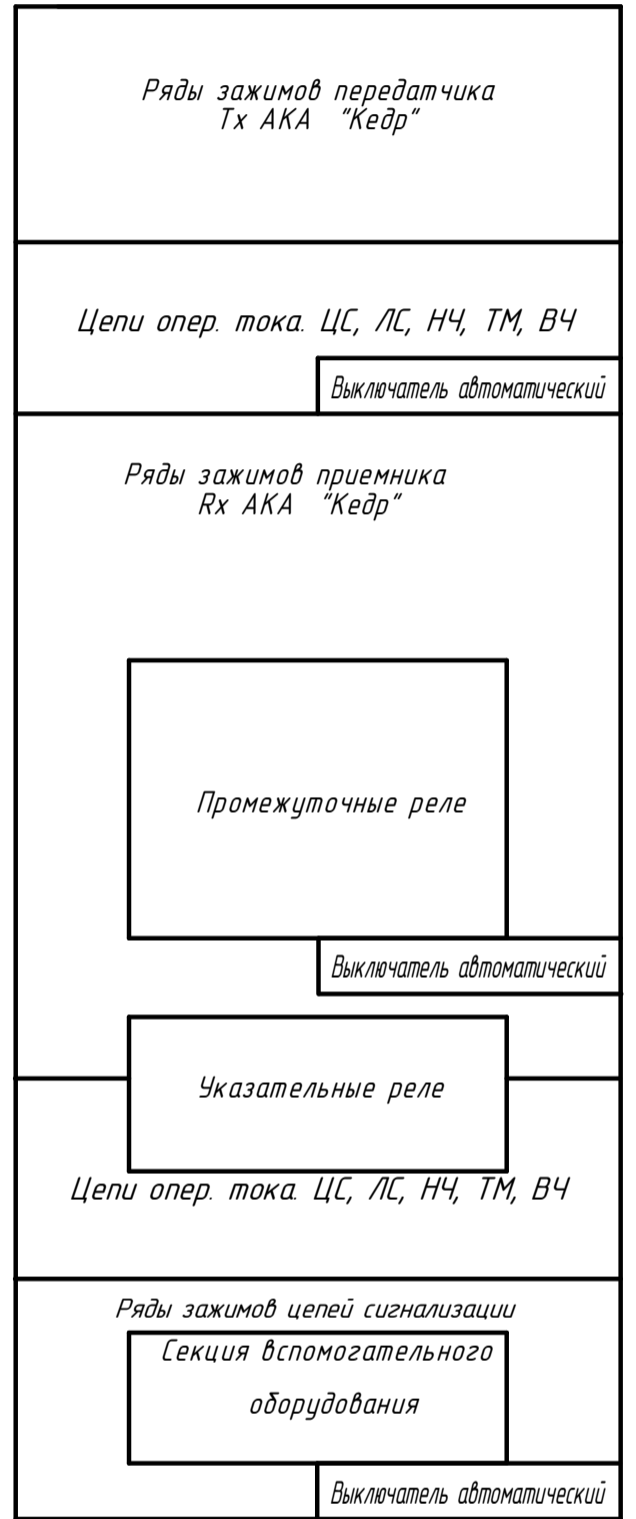 Ряды зажимов передатчика
Tx АКА "Кедр"
Цепи опер. тока. ЦС, ЛС, НЧ, ТМ, ВЧ
Выключатель автоматический
Ряды зажимов приемника
Rx АКА "Кедр"
Промежуточные реле
Выключатель автоматический
Указательные реле
Цепи опер. тока. ЦС, ЛС, НЧ, ТМ, ВЧ
Ряды зажимов цепей сигнализации
Секция вспомогательного
оборудования
Выключатель автоматический